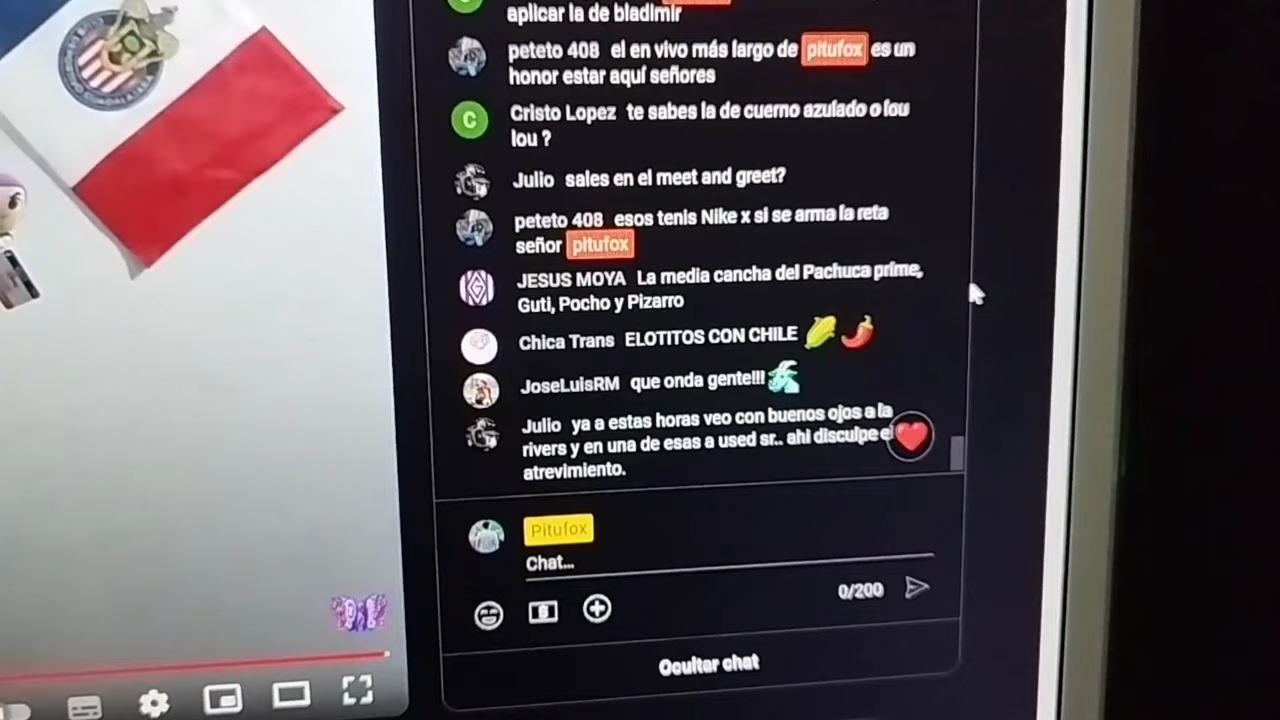 aplicar la de bladimir
peteto 408 el en vivo más largo de pitufox es un
honor estar aquí señores
C Cristo Lopez te sabes la de cuerno azulado o lou
lou ?
Julio sales en el meet and greet?
peteto 408 esos tenis Nike x si se arma la reta
señor pitufox
JESUS MOYA La media cancha del Pachuca prime,
Guti, Pocho y Pizarro
Chica Trans ELOTITOS CON CHILE 🌽🌶️
JoseLuisRM que onda gente!!!
Julio ya a estas horas veo con buenos ojos a la
rivers y en una de esas a used sr.. ahi disculpe el
atrevimiento.
Pitufox
Chat...
0/200
Ocultar chat